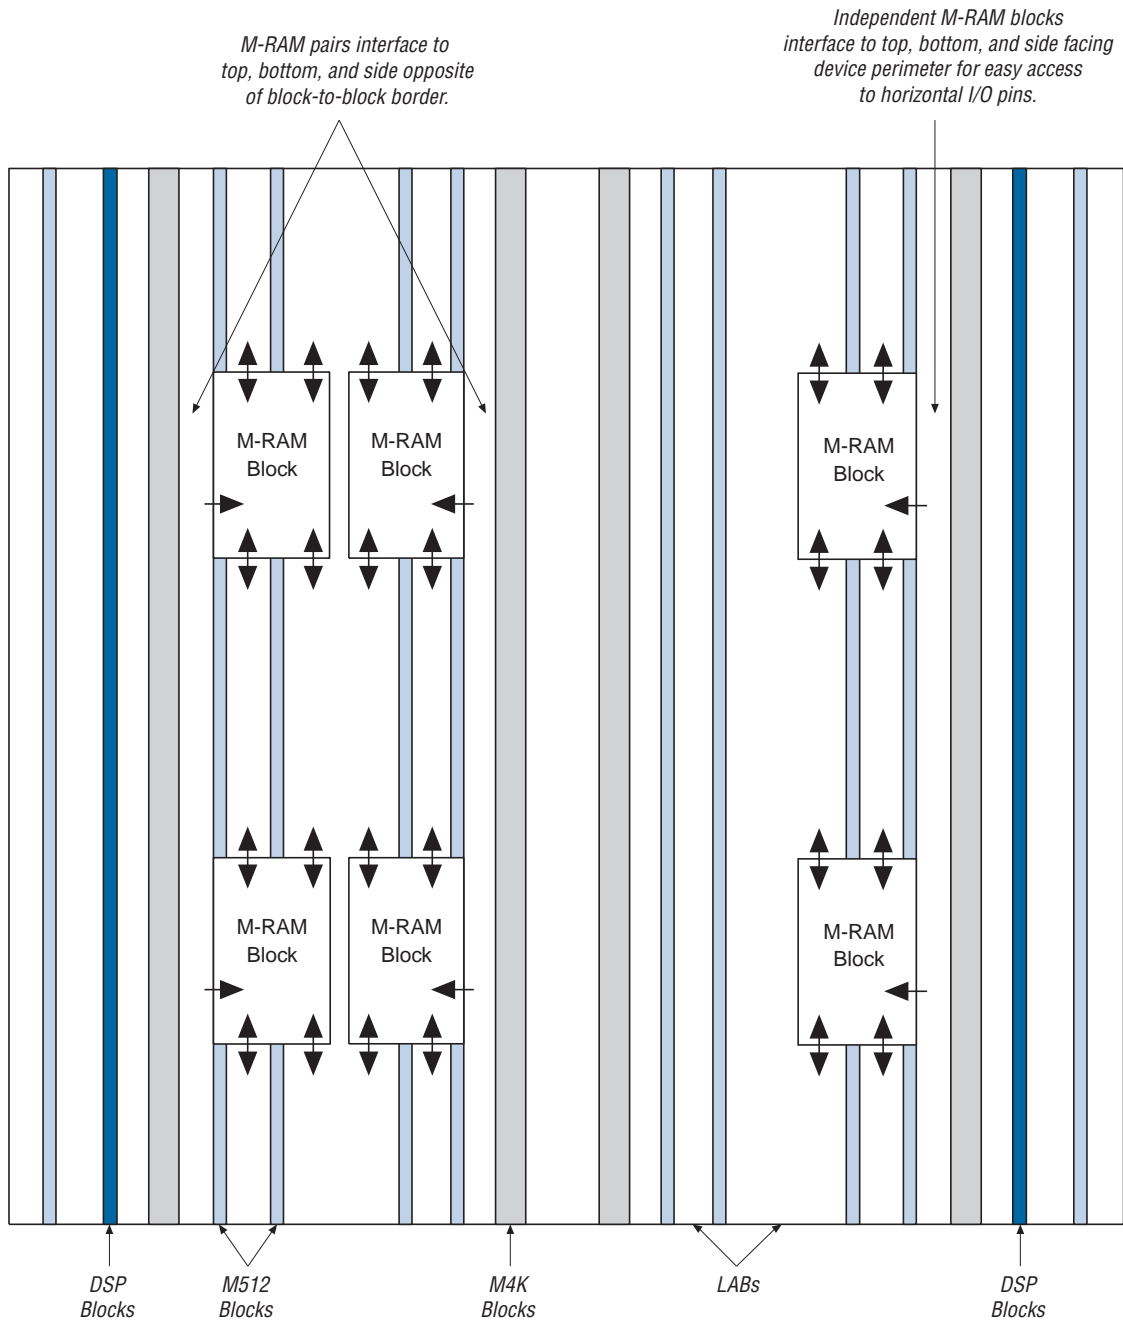 M-RAM pairs interface to
top, bottom, and side opposite
of block-to-block border.
Independent M-RAM blocks
interface to top, bottom, and side facing
device perimeter for easy access
to horizontal I/O pins.
M-RAM
Block
M-RAM
Block
M-RAM
Block
M-RAM
Block
M-RAM
Block
M-RAM
Block
DSP
Blocks
M512
Blocks
M4K
Blocks
LABs
DSP
Blocks